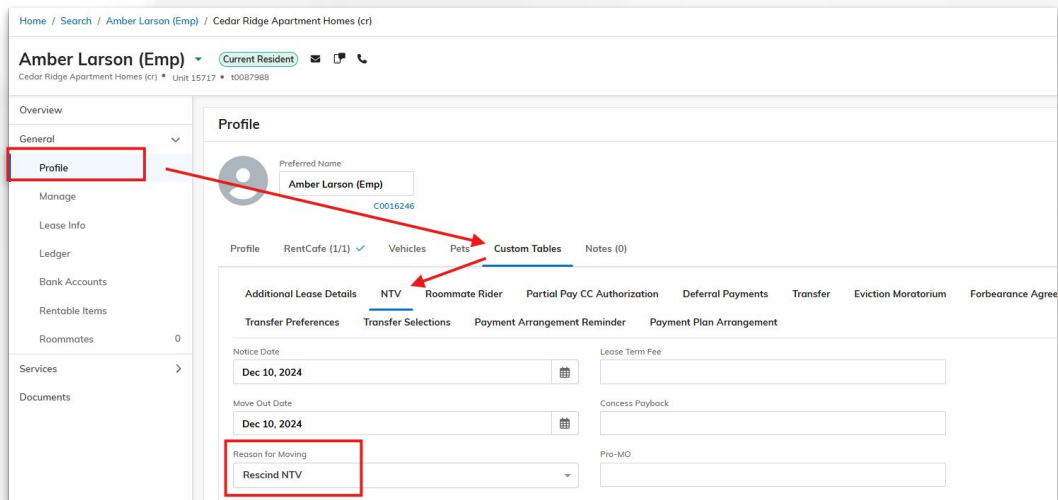 Home / Search / Amber Larson (Emp) / Cedar Ridge Apartment Homes (cr)
Amber Larson (Emp) Current Resident
Cedar Ridge Apartment Homes (cr) • Unit 15717 • t0087988
Overview
General
Profile
Manage
Lease Info
Ledger
Bank Accounts
Rentable Items
Roommates 0
Services
Documents
Profile
Preferred Name
Amber Larson (Emp)
C0016246
Profile RentCafe (1/1) Vehicles Pets Custom Tables Notes (0)
Additional Lease Details NTV Roommate Rider Partial Pay CC Authorization Deferral Payments Transfer Eviction Moratorium Forbearance Agree
Transfer Preferences Transfer Selections Payment Arrangement Reminder Payment Plan Arrangement
Notice Date Lease Term Fee
Dec 10, 2024
Move Out Date Concess Payback
Dec 10, 2024
Reason for Moving Pro-MO
Rescind NTV